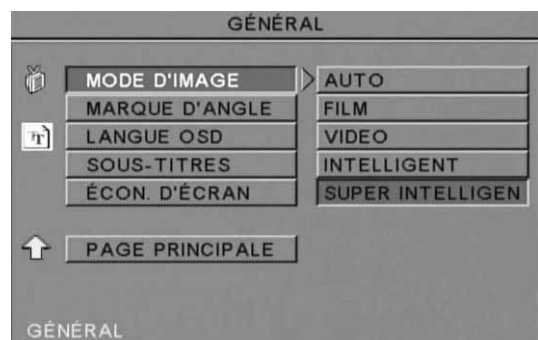 GÉNÉRAL
MODE D'IMAGE
AUTO
MARQUE D'ANGLE
FILM
LANGUE OSD
VIDEO
SOUS-TITRES
INTELLIGENT
ÉCON. D'ÉCRAN
SUPER INTELLIGEN
PAGE PRINCIPALE
GÉNÉRAL